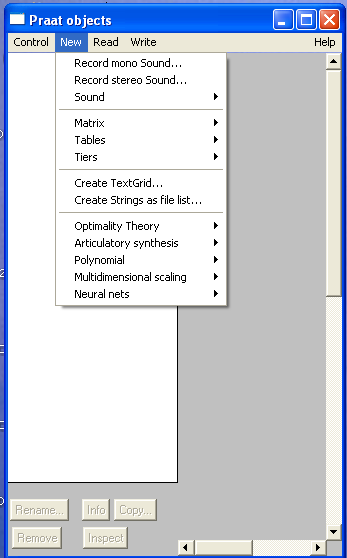 Praat objects
Control New Read Write Help
Record mono Sound...
Record stereo Sound...
Sound
Matrix
Tables
Tiers
Create TextGrid...
Create Strings as file list...
Optimality Theory
Articulatory synthesis
Polynomial
Multidimensional scaling
Neural nets
Rename... Info Copy...
Remove Inspect